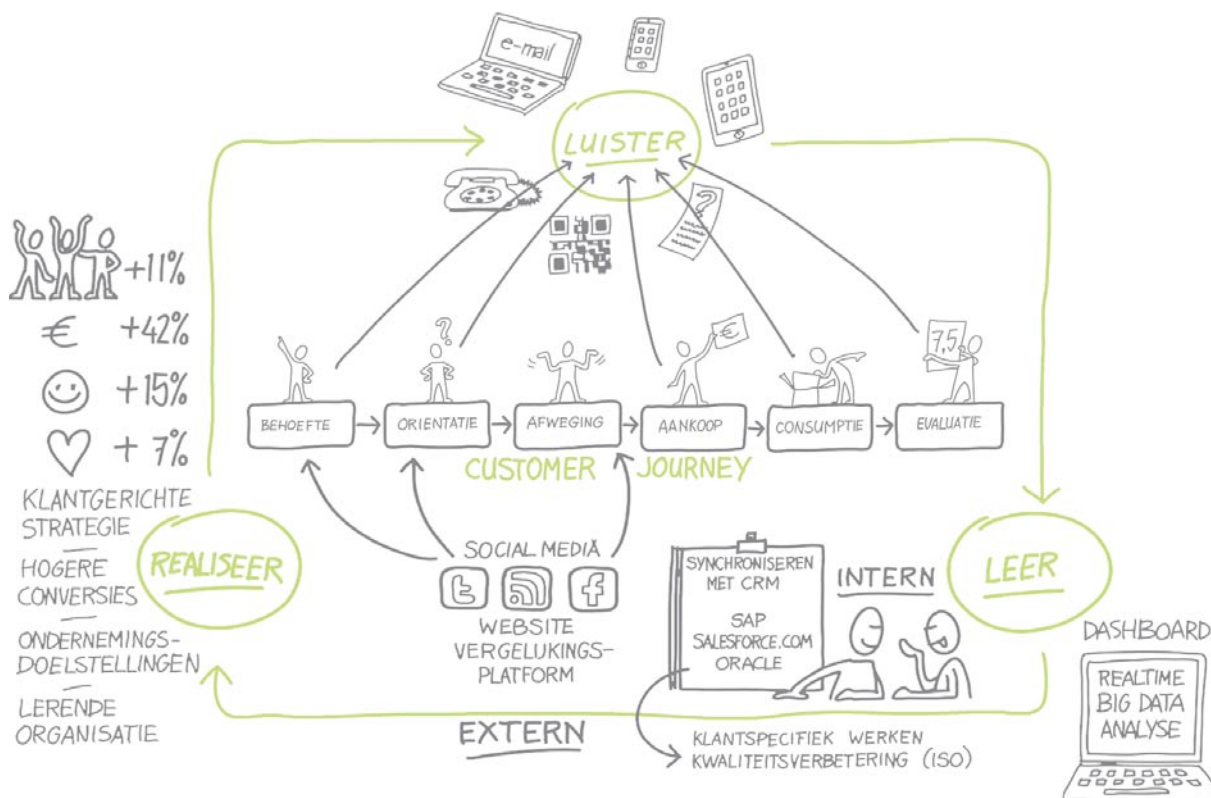 e-mail
LUISTER
?
+11%
€ +42%
+15%
+ 7%
?
€
7,5
BEHOEFTE
ORIENTATIE
AFWEGING
AANKOOP
CONSUMPTIE
EVALUATIE
CUSTOMER JOURNEY
KLANTGERICHTE
STRATEGIE
HOGERE
CONVERSIES
ONDERNEMINGS-
DOELSTELLINGEN
LERENDE
ORGANISATIE
REALISEER
SOCIAL MEDIA
t
f
WEBSITE
VERGELIJKINGS-
PLATFORM
SYNCHRONISEREN
MET CRM
SAP
SALESFORCE.COM
ORACLE
INTERN
LEER
DASHBOARD
REALTIME
BIG DATA
ANALYSE
EXTERN
KLANTSPECIFIEK WERKEN
KWALITEITSVERBETERING (ISO)